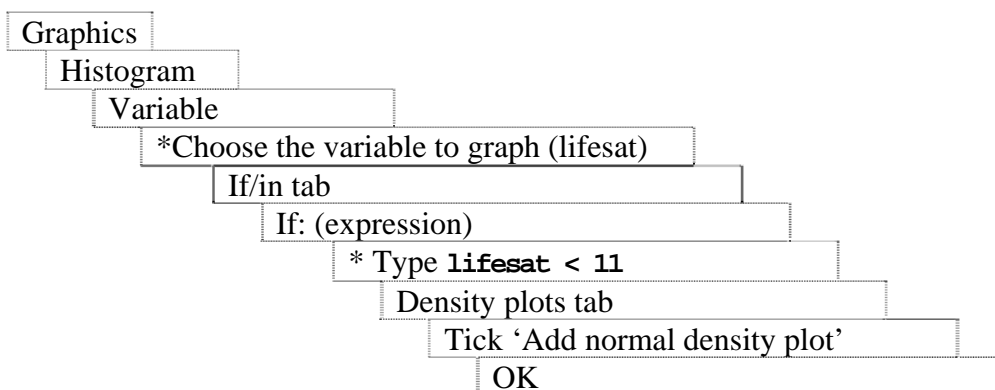 Graphics
Histogram
Variable
*Choose the variable to graph (lifesat)
If/in tab
If: (expression)
* Type lifesat < 11
Density plots tab
Tick ‘Add normal density plot’
OK